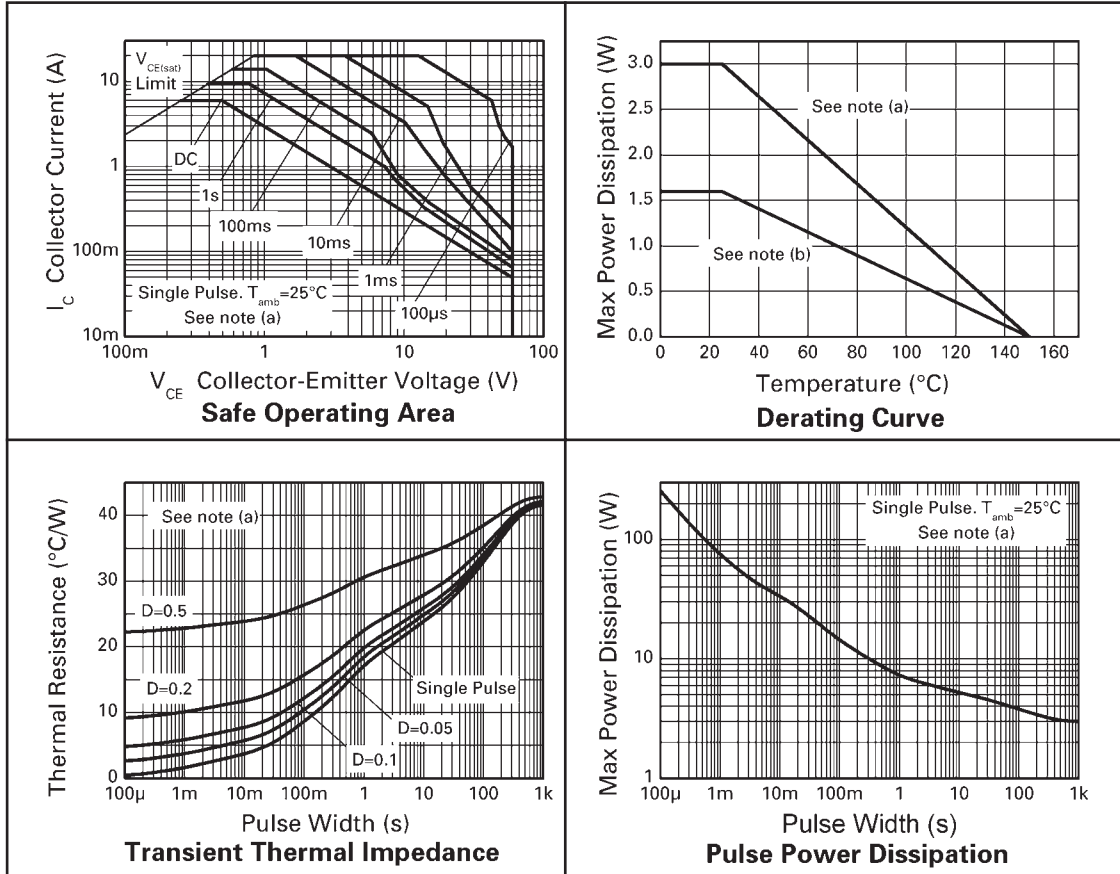 I_C Collector Current (A)
10
1
100m
10m
V_CE(sat)
Limit
DC
1s
100ms
10ms
1ms
100µs
Single Pulse. T_amb=25°C
See note (a)
100m 1 10 100
V_CE Collector-Emitter Voltage (V)
Safe Operating Area
Max Power Dissipation (W)
3.0
2.5
2.0
1.5
1.0
0.5
0.0
See note (a)
See note (b)
0 20 40 60 80 100 120 140 160
Temperature (°C)
Derating Curve
Thermal Resistance (°C/W)
40
30
20
10
0
See note (a)
D=0.5
D=0.2
Single Pulse
D=0.05
D=0.1
100µ 1m 10m 100m 1 10 100 1k
Pulse Width (s)
Transient Thermal Impedance
Max Power Dissipation (W)
100
10
1
Single Pulse. T_amb=25°C
See note (a)
100µ 1m 10m 100m 1 10 100 1k
Pulse Width (s)
Pulse Power Dissipation